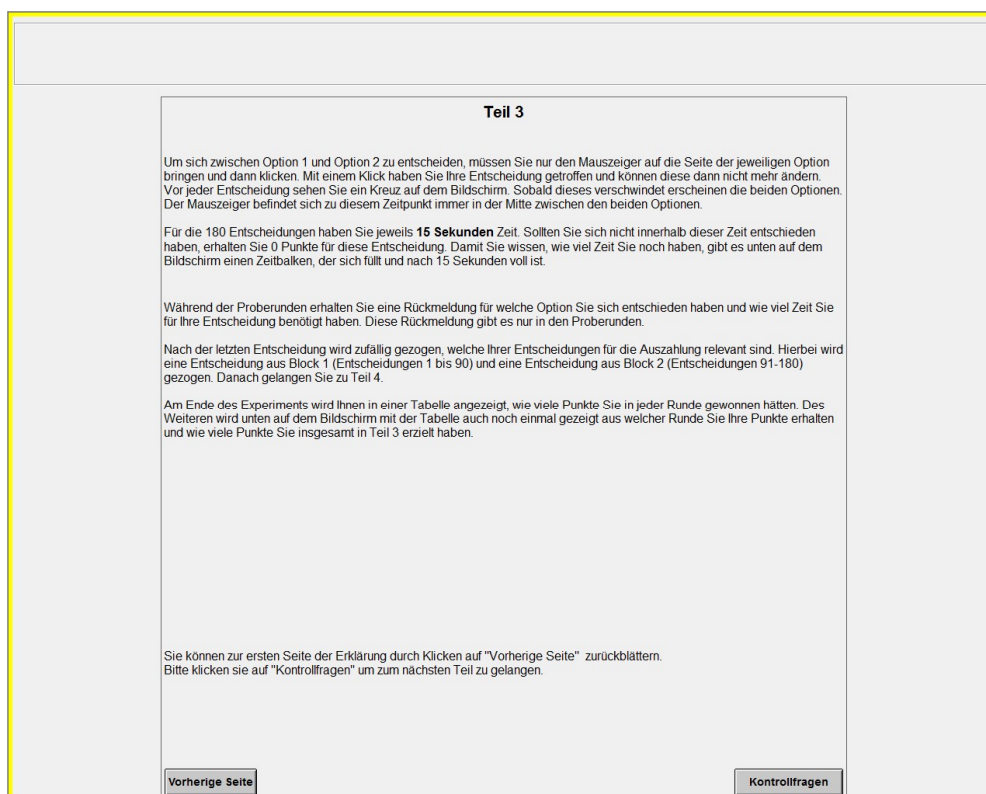 Teil 3
Um sich zwischen Option 1 und Option 2 zu entscheiden, müssen Sie nur den Mauszeiger auf die Seite der jeweiligen Option
bringen und dann klicken. Mit einem Klick haben Sie Ihre Entscheidung getroffen und können diese dann nicht mehr ändern.
Vor jeder Entscheidung sehen Sie ein Kreuz auf dem Bildschirm. Sobald dieses verschwindet erscheinen die beiden Optionen.
Der Mauszeiger befindet sich zu diesem Zeitpunkt immer in der Mitte zwischen den beiden Optionen.
Für die 180 Entscheidungen haben Sie jeweils 15 Sekunden Zeit. Sollten Sie sich nicht innerhalb dieser Zeit entschieden
haben, erhalten Sie 0 Punkte für diese Entscheidung. Damit Sie wissen, wie viel Zeit Sie noch haben, gibt es unten auf dem
Bildschirm einen Zeitbalken, der sich füllt und nach 15 Sekunden voll ist.
Während der Proberunden erhalten Sie eine Rückmeldung für welche Option Sie sich entschieden haben und wie viel Zeit Sie
für Ihre Entscheidung benötigt haben. Diese Rückmeldung gibt es nur in den Proberunden.
Nach der letzten Entscheidung wird zufällig gezogen, welche Ihrer Entscheidungen für die Auszahlung relevant sind. Hierbei wird
eine Entscheidung aus Block 1 (Entscheidungen 1 bis 90) und eine Entscheidung aus Block 2 (Entscheidungen 91-180)
gezogen. Danach gelangen Sie zu Teil 4.
Am Ende des Experiments wird Ihnen in einer Tabelle angezeigt, wie viele Punkte Sie in jeder Runde gewonnen hätten. Des
Weiteren wird unten auf dem Bildschirm mit der Tabelle auch noch einmal gezeigt aus welcher Runde Sie Ihre Punkte erhalten
und wie viele Punkte Sie insgesamt in Teil 3 erzielt haben.
Sie können zur ersten Seite der Erklärung durch Klicken auf "Vorherige Seite" zurückblättern.
Bitte klicken sie auf "Kontrollfragen" um zum nächsten Teil zu gelangen.
Vorherige Seite
Kontrollfragen